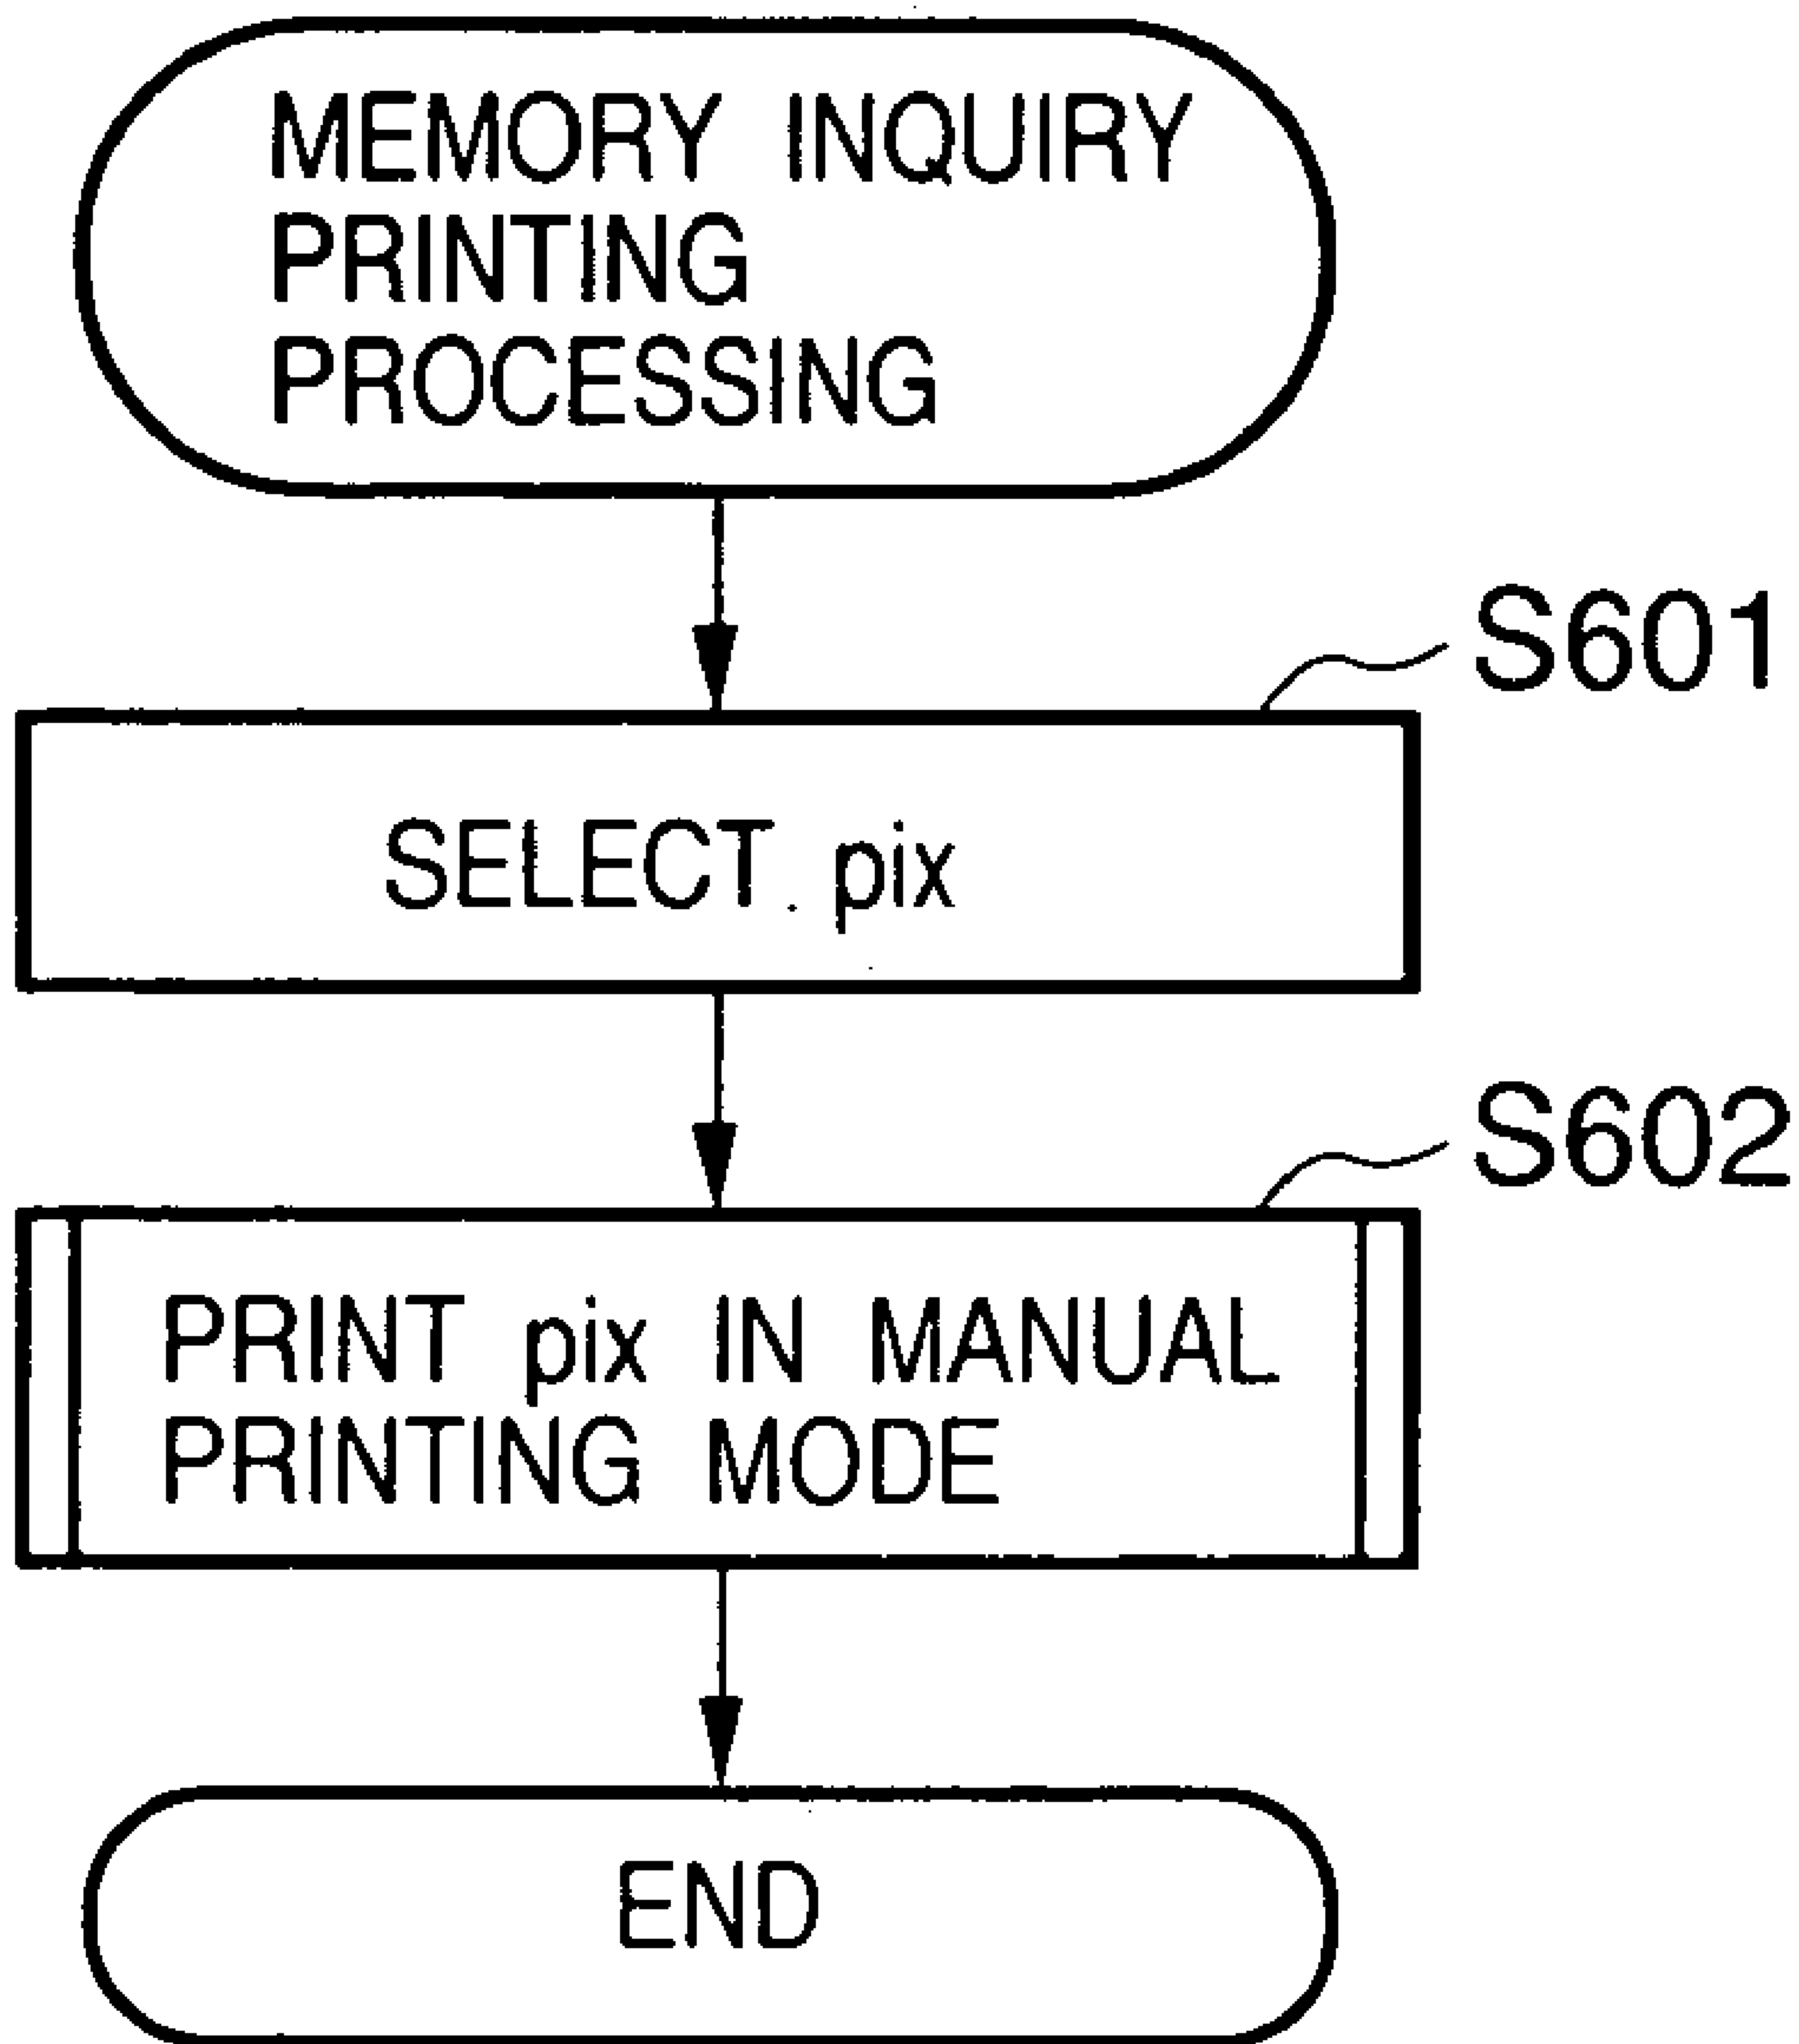 MEMORY INQUIRY
PRINTING
PROCESSING
S601
SELECT. pix
S602
PRINT pix IN MANUAL
PRINTING MODE
END